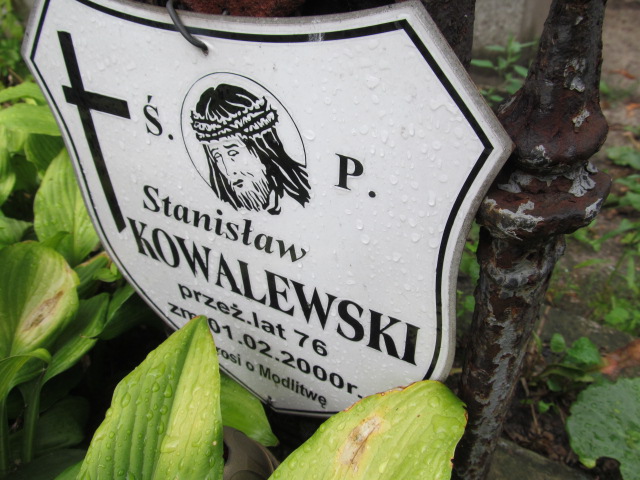 Ś. P.
Stanisław
KOWALEWSKI
przeż. lat 76
zm. 01.02.2000r.
o Modlitwę